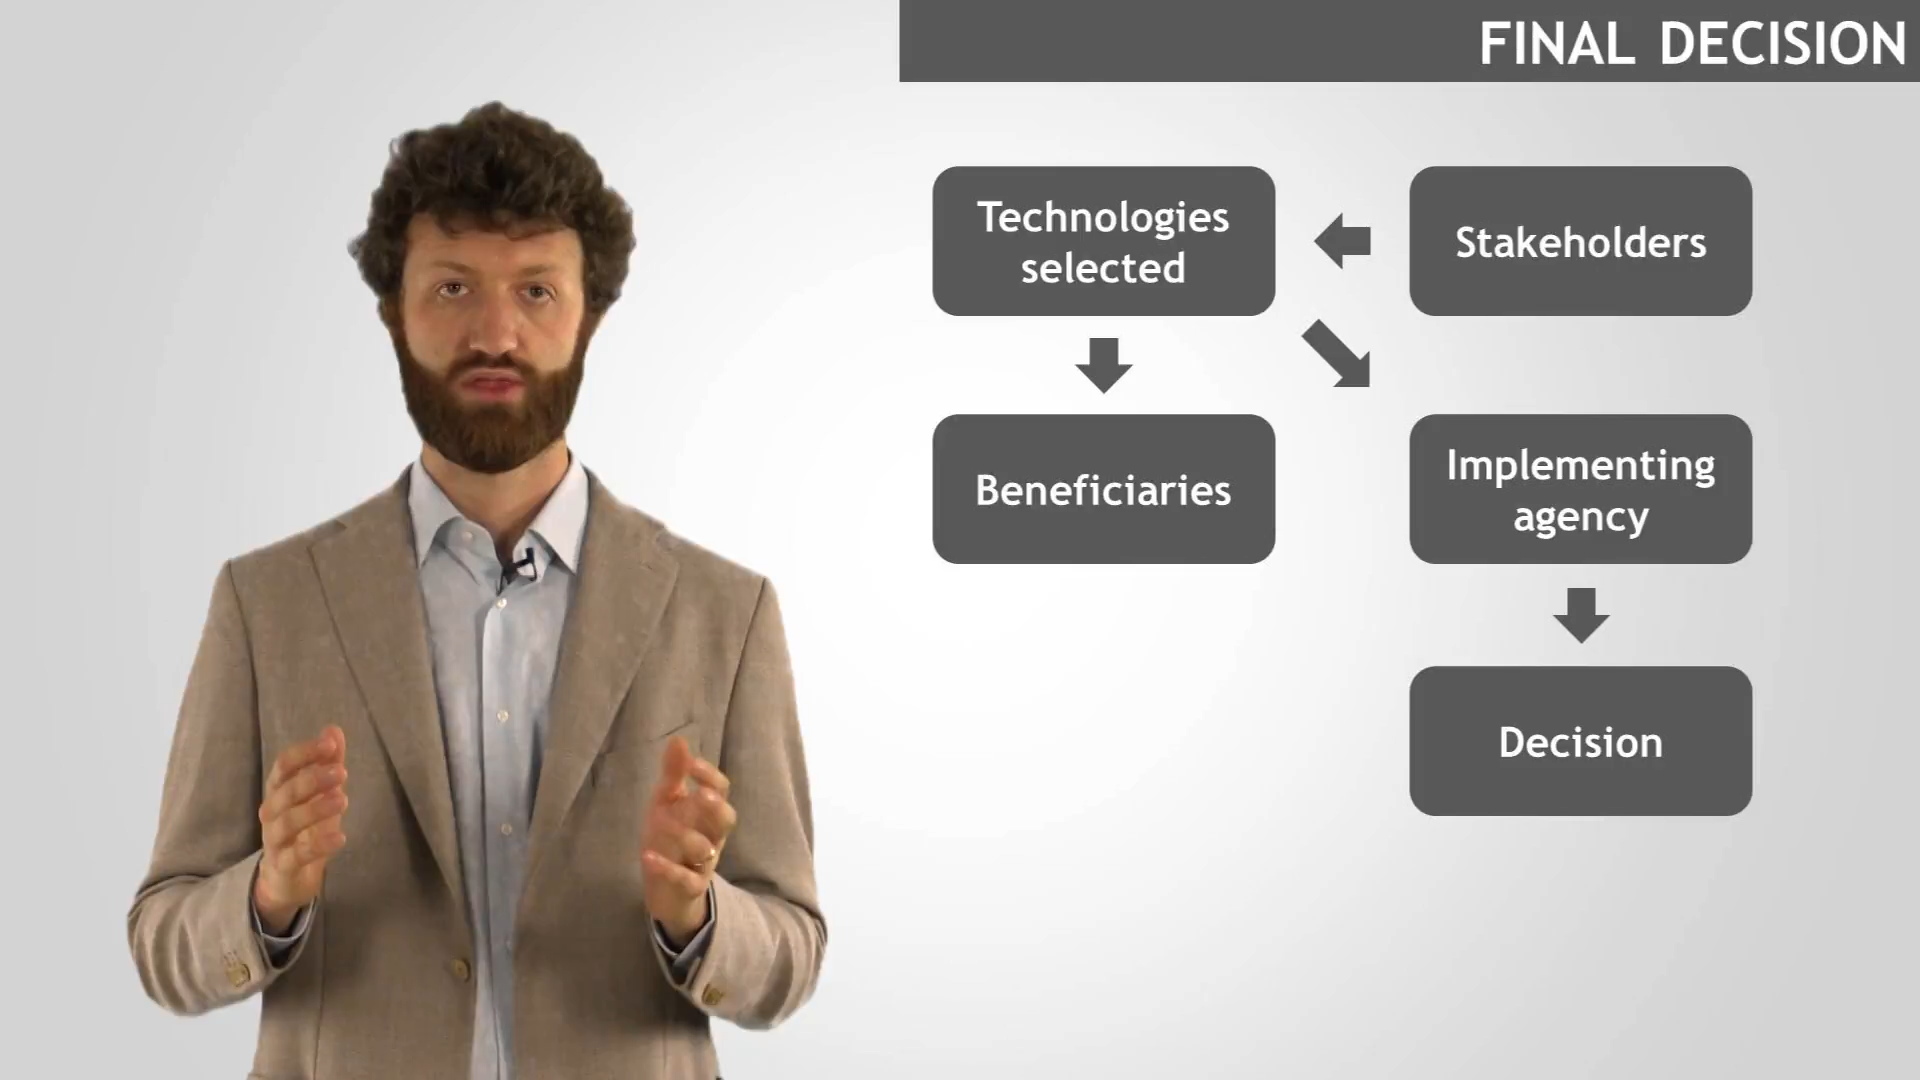 FINAL DECISION
Technologies
selected
Stakeholders
Beneficiaries
Implementing
agency
Decision